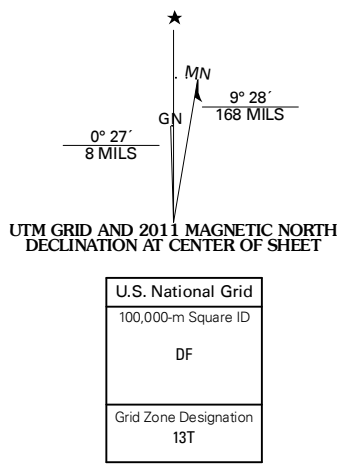 ★
MN
GN
9° 28´
168 MILS
0° 27´
8 MILS
UTM GRID AND 2011 MAGNETIC NORTH
DECLINATION AT CENTER OF SHEET
U.S. National Grid
100,000-m Square ID
DF
Grid Zone Designation
13T